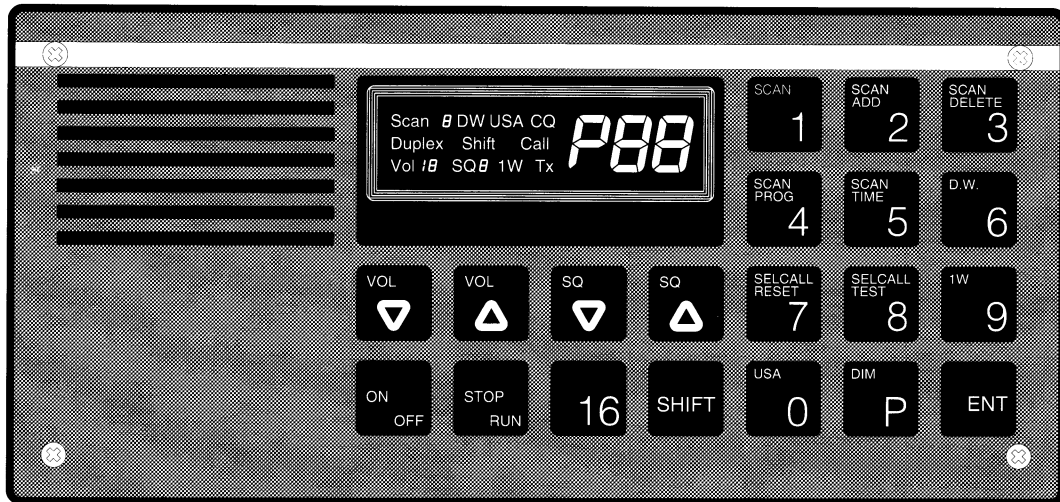 Scan 8 DW USA CQ
Duplex Shift Call
Vol 18 SQ8 1W Tx
P88
SCAN
1
SCAN
ADD
2
SCAN
DELETE
3
SCAN
PROG
4
SCAN
TIME
5
D.W.
6
VOL
VOL
SQ
SQ
SELCALL
RESET
7
SELCALL
TEST
8
1W
9
ON
OFF
STOP
RUN
16
SHIFT
USA
0
DIM
P
ENT